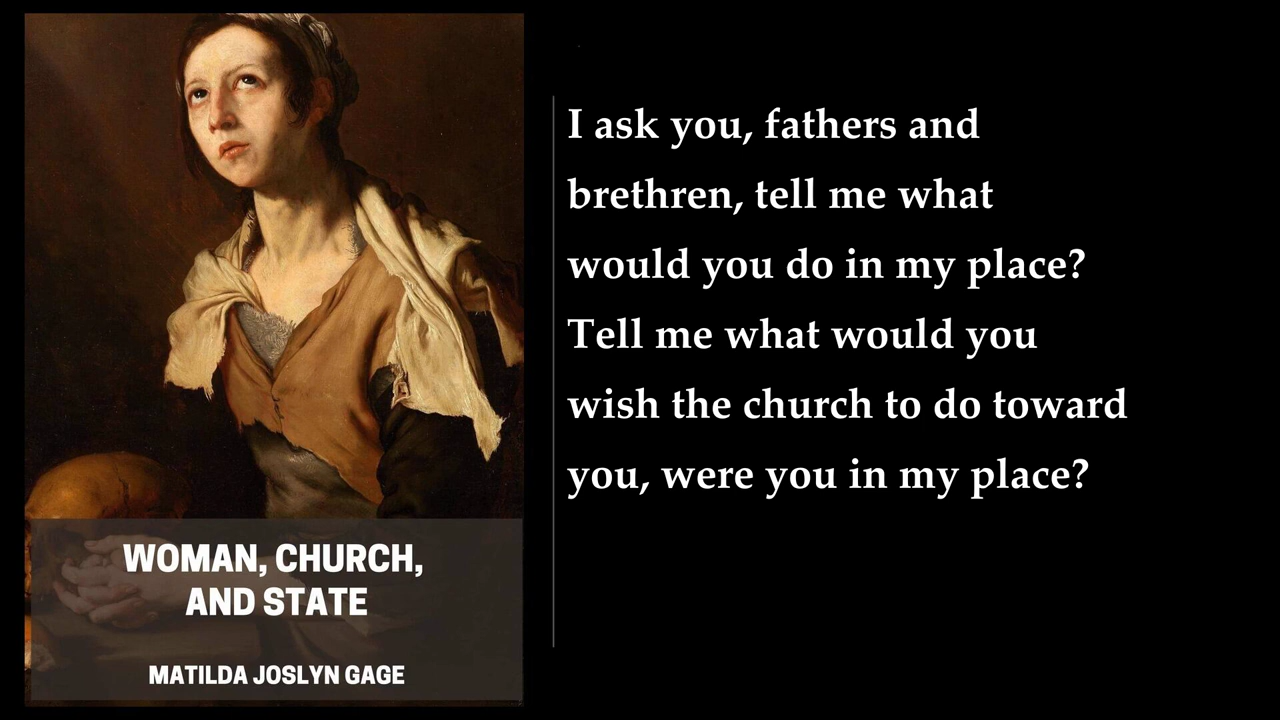 I ask you, fathers and
brethren, tell me what
would you do in my place?
Tell me what would you
wish the church to do toward
you, were you in my place?
WOMAN, CHURCH,
AND STATE
MATILDA JOSLYN GAGE